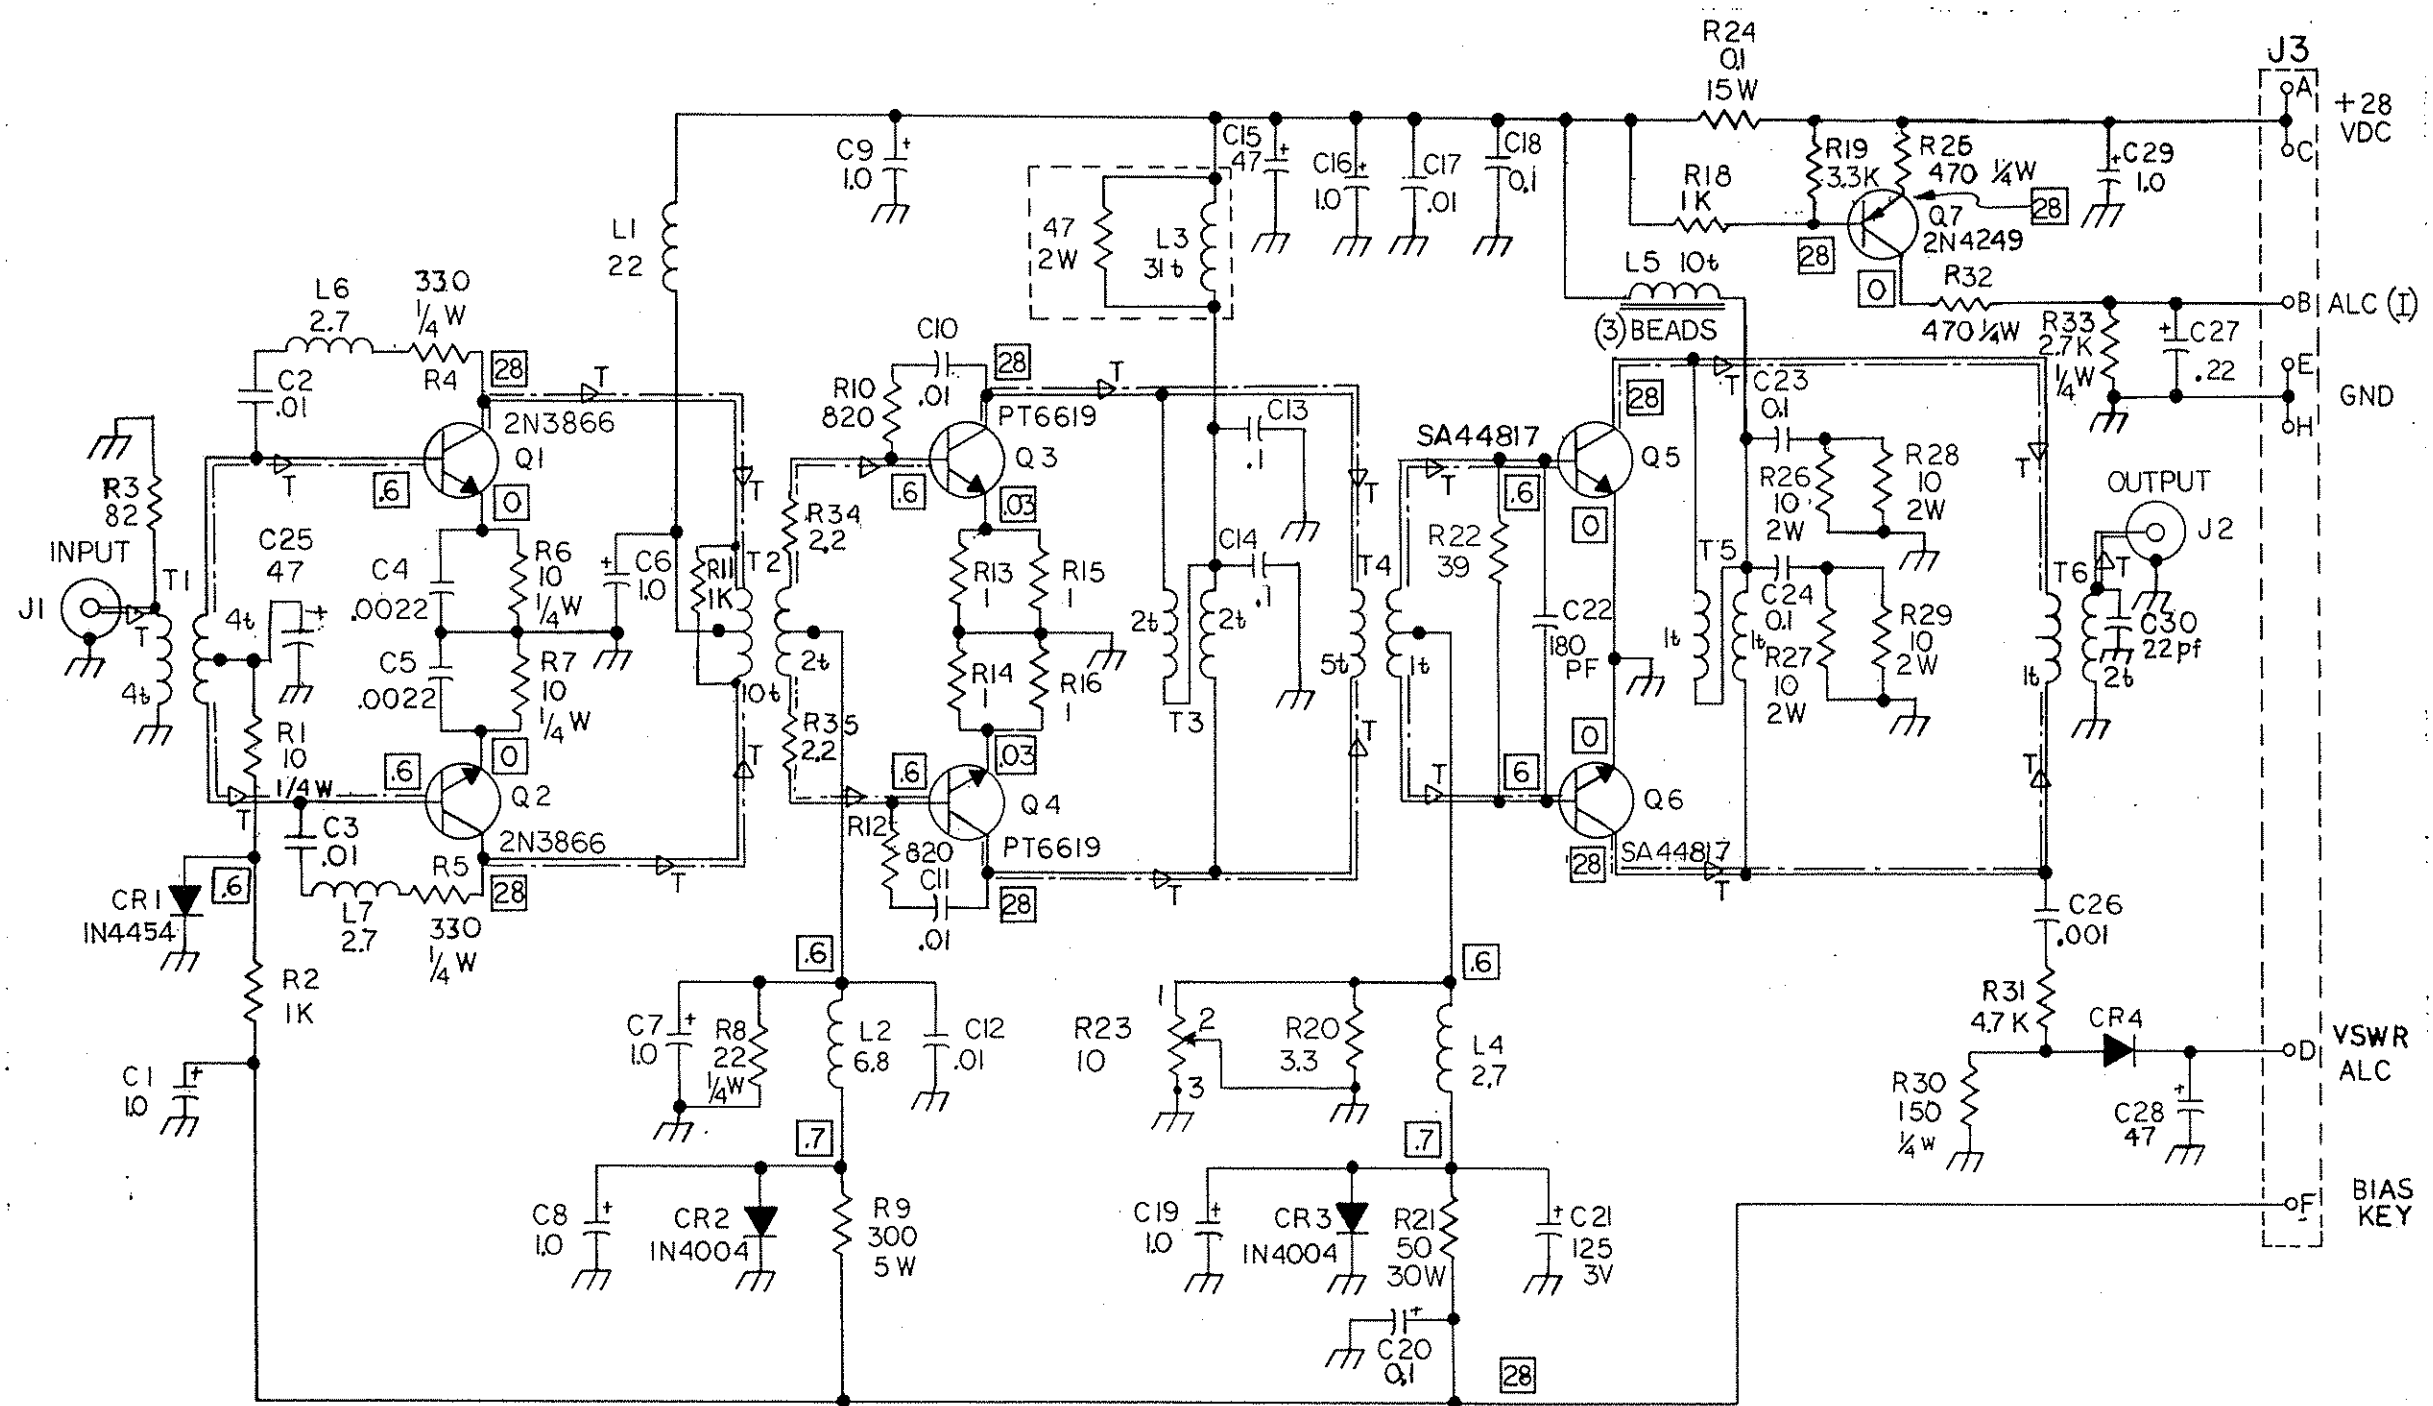 R24
0.1
15W
J3
A
+28
VDC
C
C9
1.0
+
C15
47
+
C16
1.0
+
C17
.01
C18
0.1
R18
1K
R19
3.3K
R25
470 1/4W
28
Q7
2N4249
28
0
+
C29
1.0
L1
22
47
2W
L3
31t
L5 10t
(3) BEADS
R32
470 1/4W
B
ALC (I)
R33
2.7K
1/4
W
+
C27
.22
E
GND
H
L6
2.7
330
1/4 W
R4
28
C2
.01
T
2N3866
Q1
.6
0
C10
.01
R10
820
28
T
PT6619
Q3
.6
.03
C13
.1
C14
.1
28
T
SA44817
Q5
T
.6
0
C23
0.1
R26
10
2W
R28
10
2W
T
OUTPUT
J2
T
R3
82
INPUT
J1
T
T1
4t
4t
C25
47
+
T
C4
.0022
R6
10
1/4 W
C5
.0022
R7
10
1/4 W
+
C6
1.0
R11
1K
T2
T
10t
2t
R34
2.2
R35
2.2
R13
1
R15
1
R14
1
R16
1
2t
2t
T3
T
5t
T4
1t
R22
39
C22
180
PF
T5
1t
1t
C24
0.1
R27
10
2W
R29
10
2W
T6
1t
2t
C30
22pf
R1
10
1/4W
T
.6
0
Q2
2N3866
T
T
28
C3
.01
R5
L7
2.7
330
1/4 W
CR1
IN4454
.6
R2
1K
C1
1.0
+
.6
.03
Q4
PT6619
R12
820
C11
.01
28
T
T
T
6
0
Q6
SA44817
28
T
T
C26
.001
R31
4.7K
CR4
D
VSWR
ALC
R30
150
1/4 W
+
C28
47
.6
C7
1.0
+
R8
22
1/4 W
L2
6.8
C12
.01
.7
C8
1.0
+
CR2
IN4004
R9
300
5W
.6
1
2
3
R23
10
R20
3.3
L4
2.7
.7
C19
1.0
+
CR3
IN4004
R21
50
30W
+
C21
125
3V
+
C20
0.1
28
F
BIAS
KEY